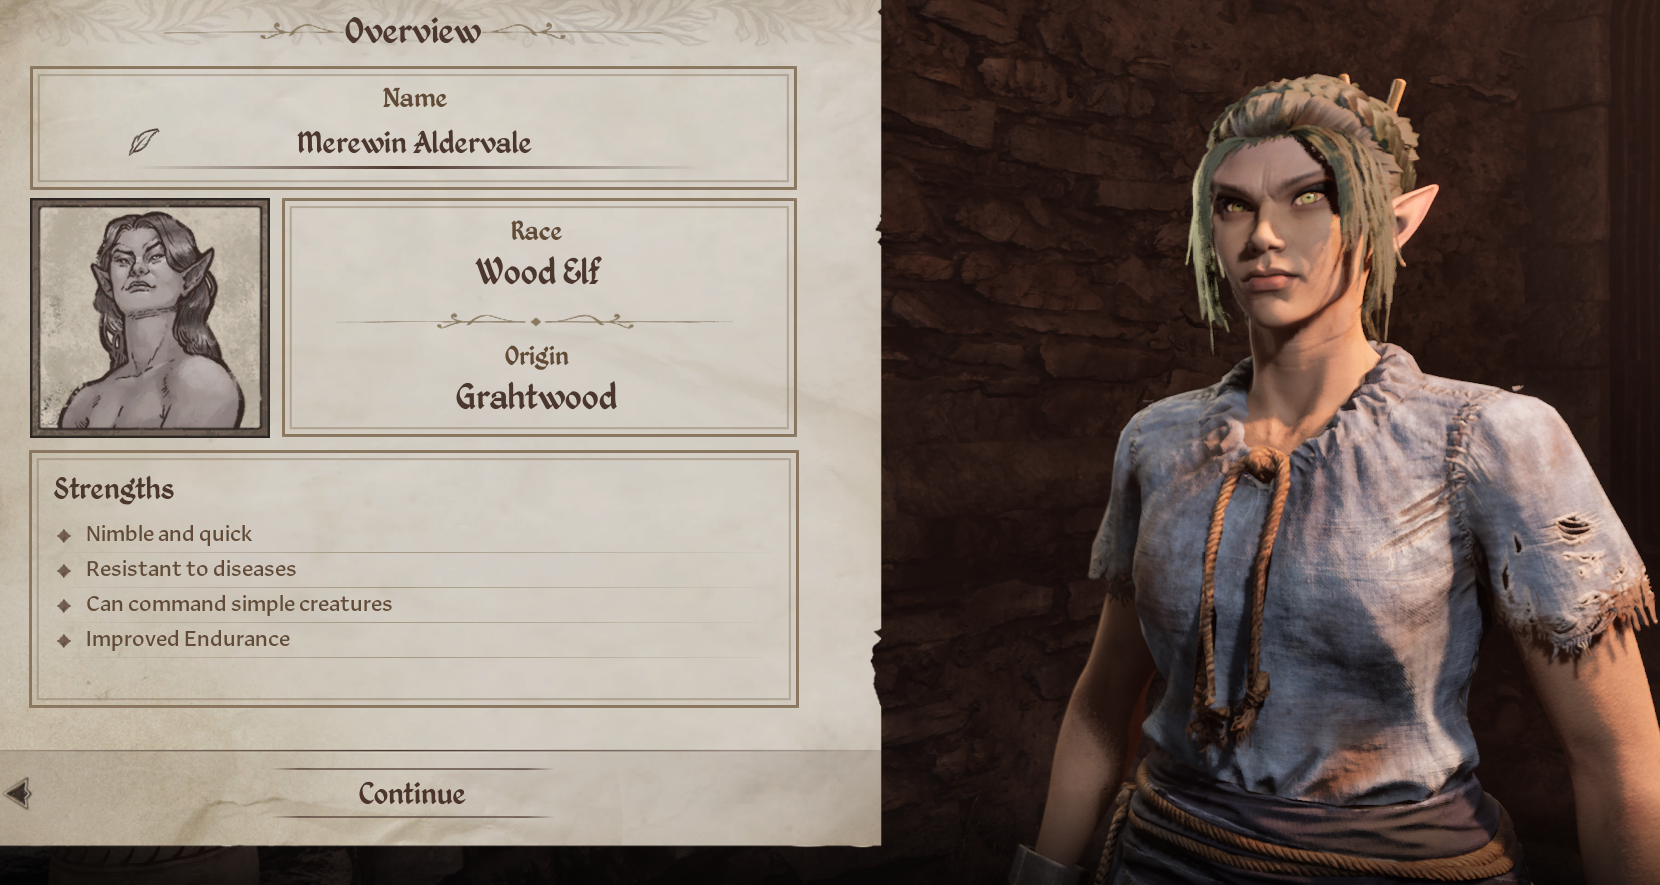 Overview
Name
Merewin Aldervale
Race
Wood Elf
Origin
Grahtwood
Strengths
Nimble and quick
Resistant to diseases
Can command simple creatures
Improved Endurance
Continue